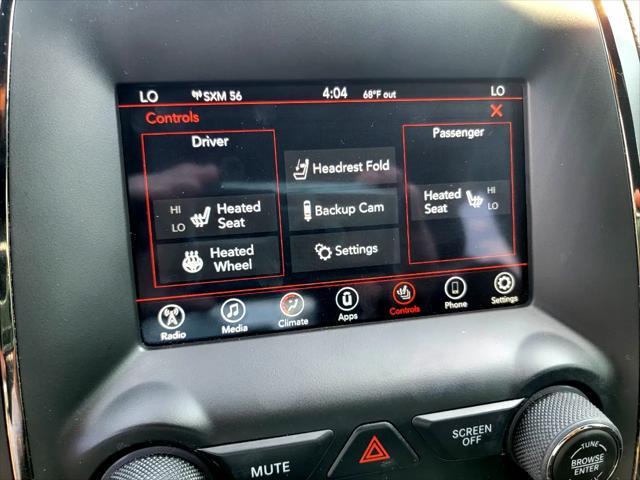 LO SXM 56 4:04 68°F out LO
Controls
Driver
Passenger
Headrest Fold
HI
LO
Heated
Seat
Backup Cam
Heated
Seat
HI
LO
Heated
Wheel
Settings
Radio
Media
Climate
Apps
Controls
Phone
Settings
MUTE
SCREEN
OFF
TUNE
BROWSE
ENTER